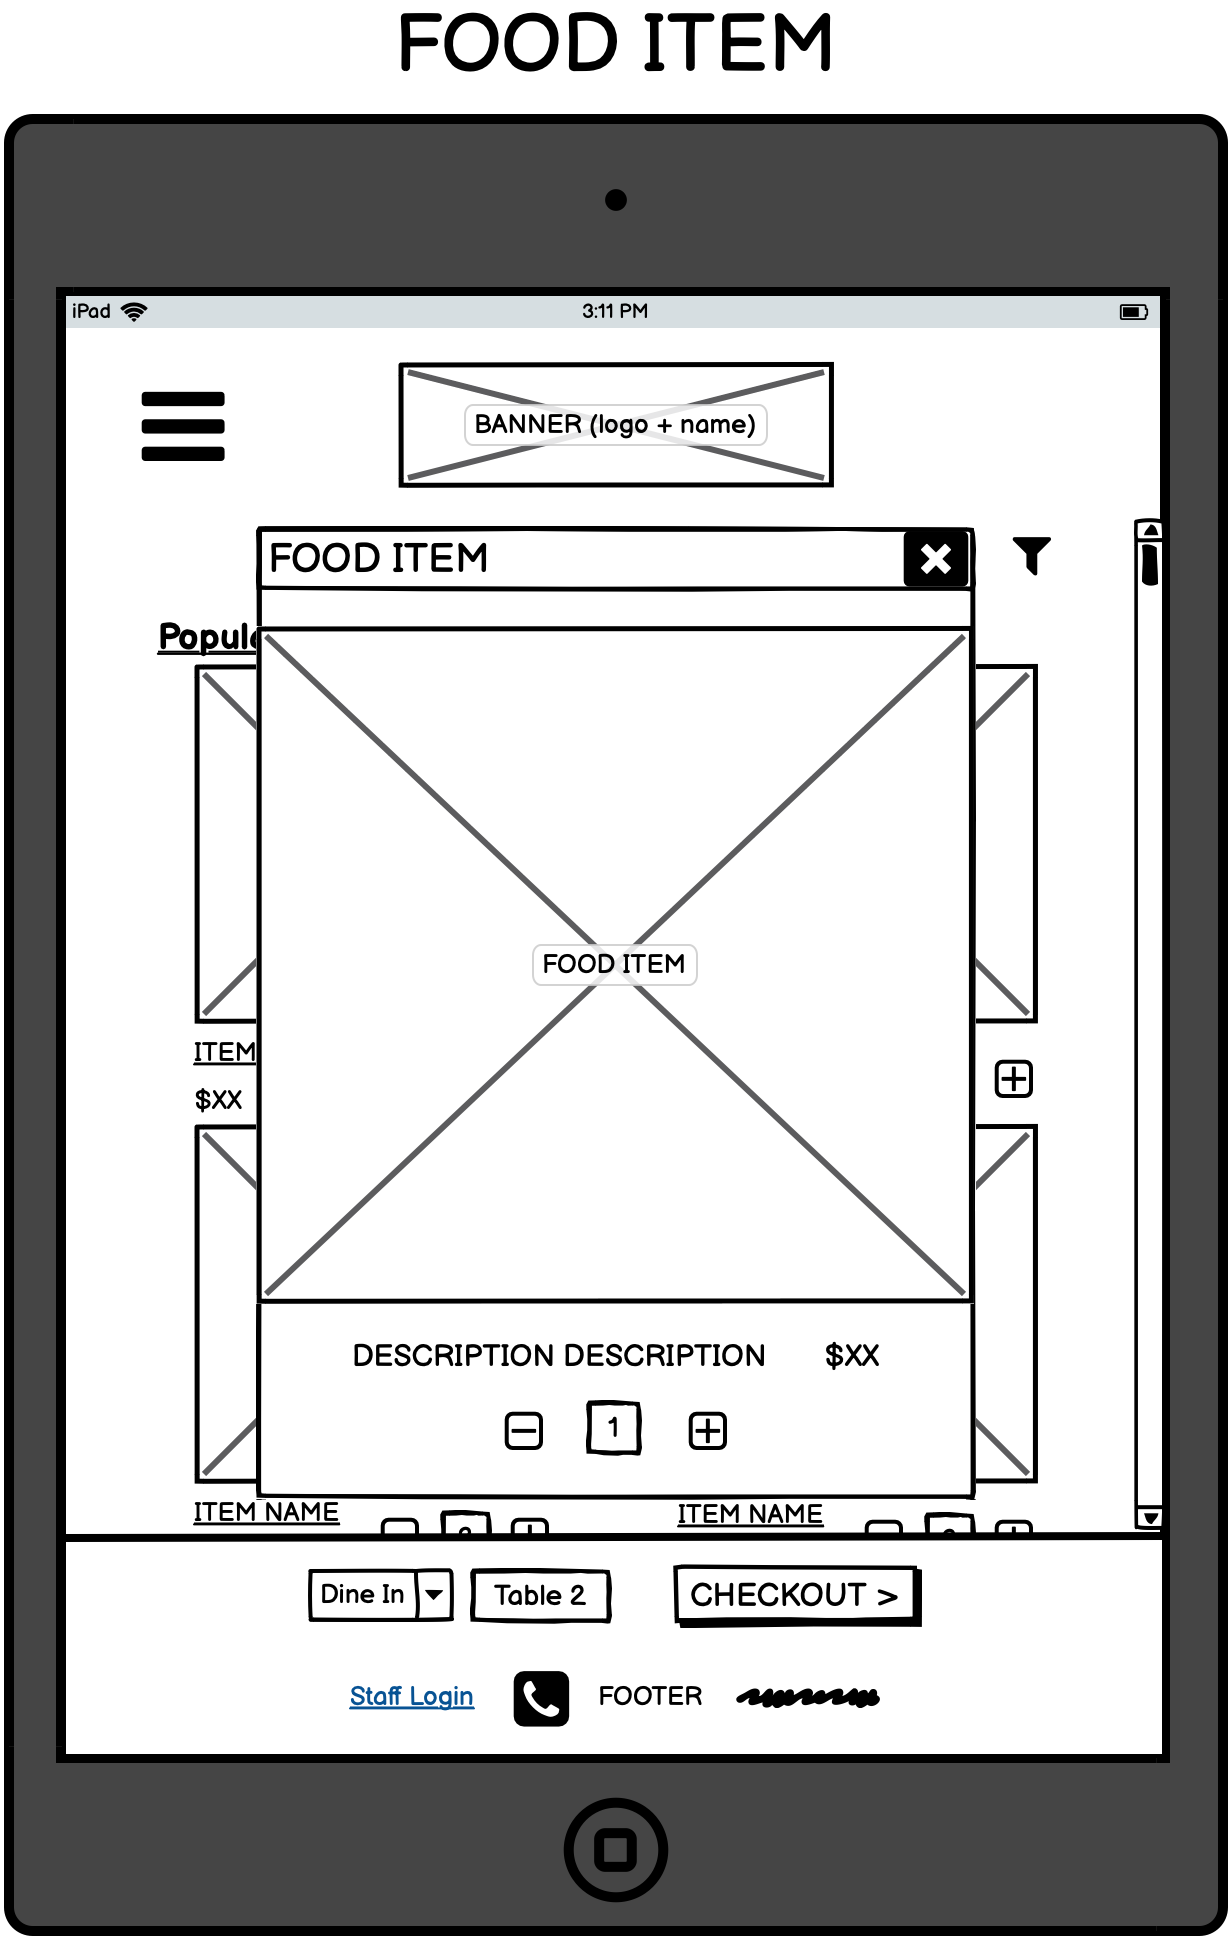 FOOD ITEM
iPad 3:11 PM
BANNER (logo + name)
FOOD ITEM
FOOD ITEM
ITEM
$XX
DESCRIPTION DESCRIPTION $XX
1
ITEM NAME ITEM NAME
Dine In Table 2 CHECKOUT >
Staff Login FOOTER